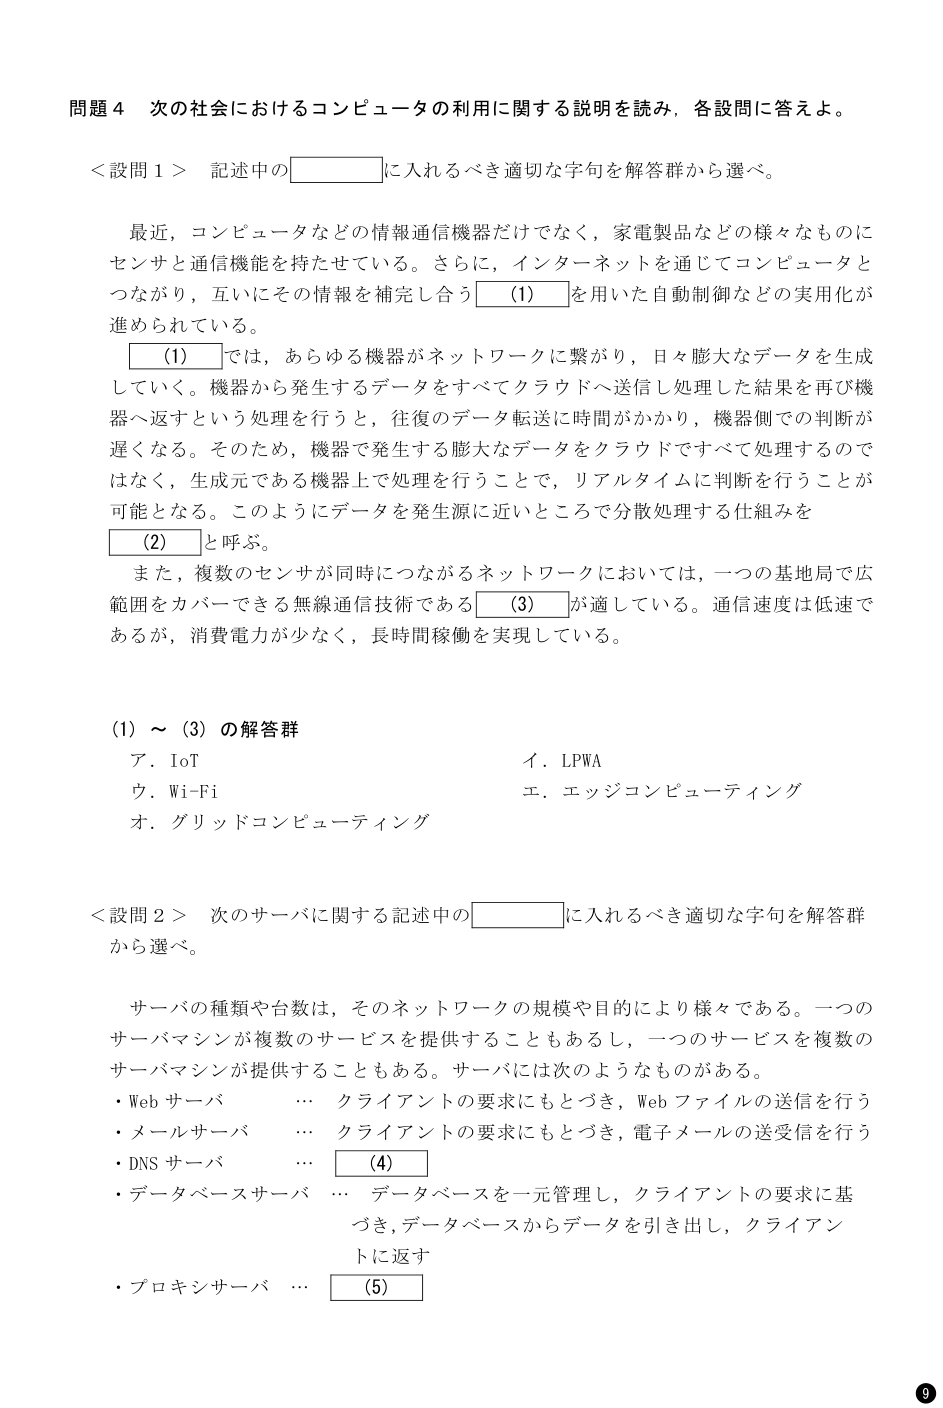 問題４　次の社会におけるコンピュータの利用に関する説明を読み，各設問に答えよ。
＜設問１＞　記述中の　　　　に入れるべき適切な字句を解答群から選べ。
最近，コンピュータなどの情報通信機器だけでなく，家電製品などの様々なものに
センサと通信機能を持たせている。さらに，インターネットを通じてコンピュータと
つながり，互いにその情報を補完し合う (1) を用いた自動制御などの実用化が
進められている。
(1) では，あらゆる機器がネットワークに繋がり，日々膨大なデータを生成
していく。機器から発生するデータをすべてクラウドへ送信し処理した結果を再び機
器へ返すという処理を行うと，往復のデータ転送に時間がかかり，機器側での判断が
遅くなる。そのため，機器で発生する膨大なデータをクラウドですべて処理するので
はなく，生成元である機器上で処理を行うことで，リアルタイムに判断を行うことが
可能となる。このようにデータを発生源に近いところで分散処理する仕組みを
(2) と呼ぶ。
また，複数のセンサが同時につながるネットワークにおいては，一つの基地局で広
範囲をカバーできる無線通信技術である (3) が適している。通信速度は低速で
あるが，消費電力が少なく，長時間稼働を実現している。
(1) ～ (3) の解答群
ア．IoT　イ．LPWA
ウ．Wi-Fi　エ．エッジコンピューティング
オ．グリッドコンピューティング
＜設問２＞　次のサーバに関する記述中の　　　　に入れるべき適切な字句を解答群
から選べ。
サーバの種類や台数は，そのネットワークの規模や目的により様々である。一つの
サーバマシンが複数のサービスを提供することもあるし，一つのサービスを複数の
サーバマシンが提供することもある。サーバには次のようなものがある。
・Web サーバ　…　クライアントの要求にもとづき，Web ファイルの送信を行う
・メールサーバ　…　クライアントの要求にもとづき，電子メールの送受信を行う
・DNS サーバ　…　(4)
・データベースサーバ　…　データベースを一元管理し，クライアントの要求に基
づき，データベースからデータを引き出し，クライアン
トに返す
・プロキシサーバ　…　(5)
9